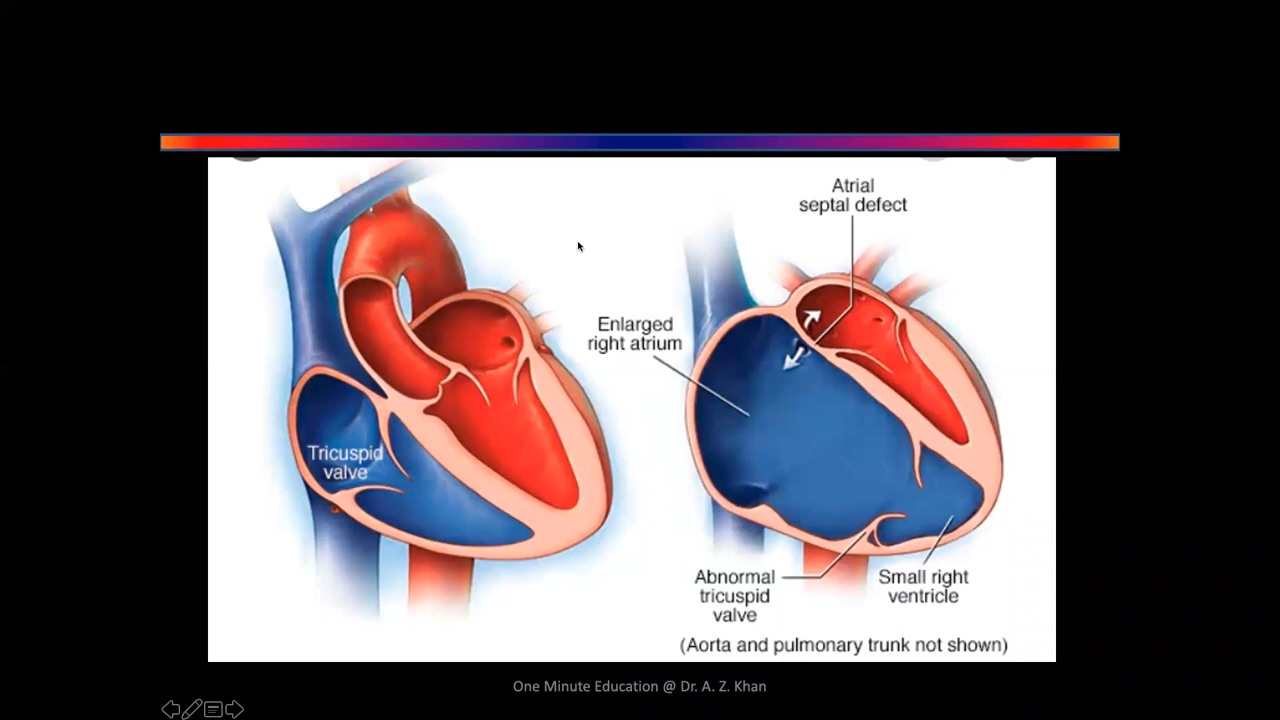 Atrial
septal defect
Enlarged
right atrium
Tricuspid
valve
Abnormal
tricuspid
valve
Small right
ventricle
(Aorta and pulmonary trunk not shown)
One Minute Education @ Dr. A. Z. Khan